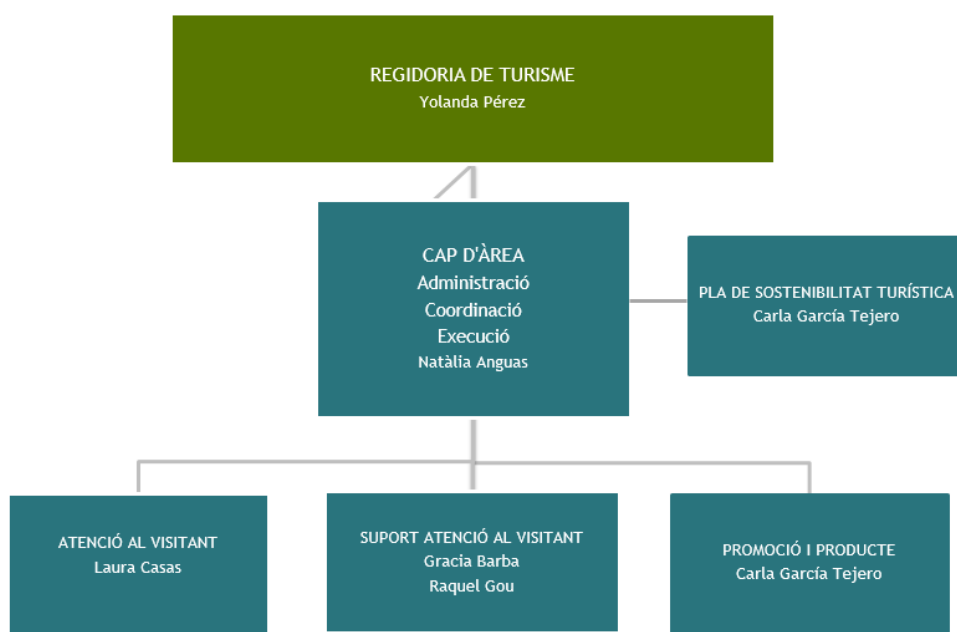 REGIDORIA DE TURISME
Yolanda Pérez
CAP D'ÀREA
Administració
Coordinació
Execució
Natàlia Anguas
PLA DE SOSTENIBILITAT TURÍSTICA
Carla García Tejero
ATENCIÓ AL VISITANT
Laura Casas
SUPORT ATENCIÓ AL VISITANT
Gracia Barba
Raquel Gou
PROMOCIÓ I PRODUCTE
Carla García Tejero